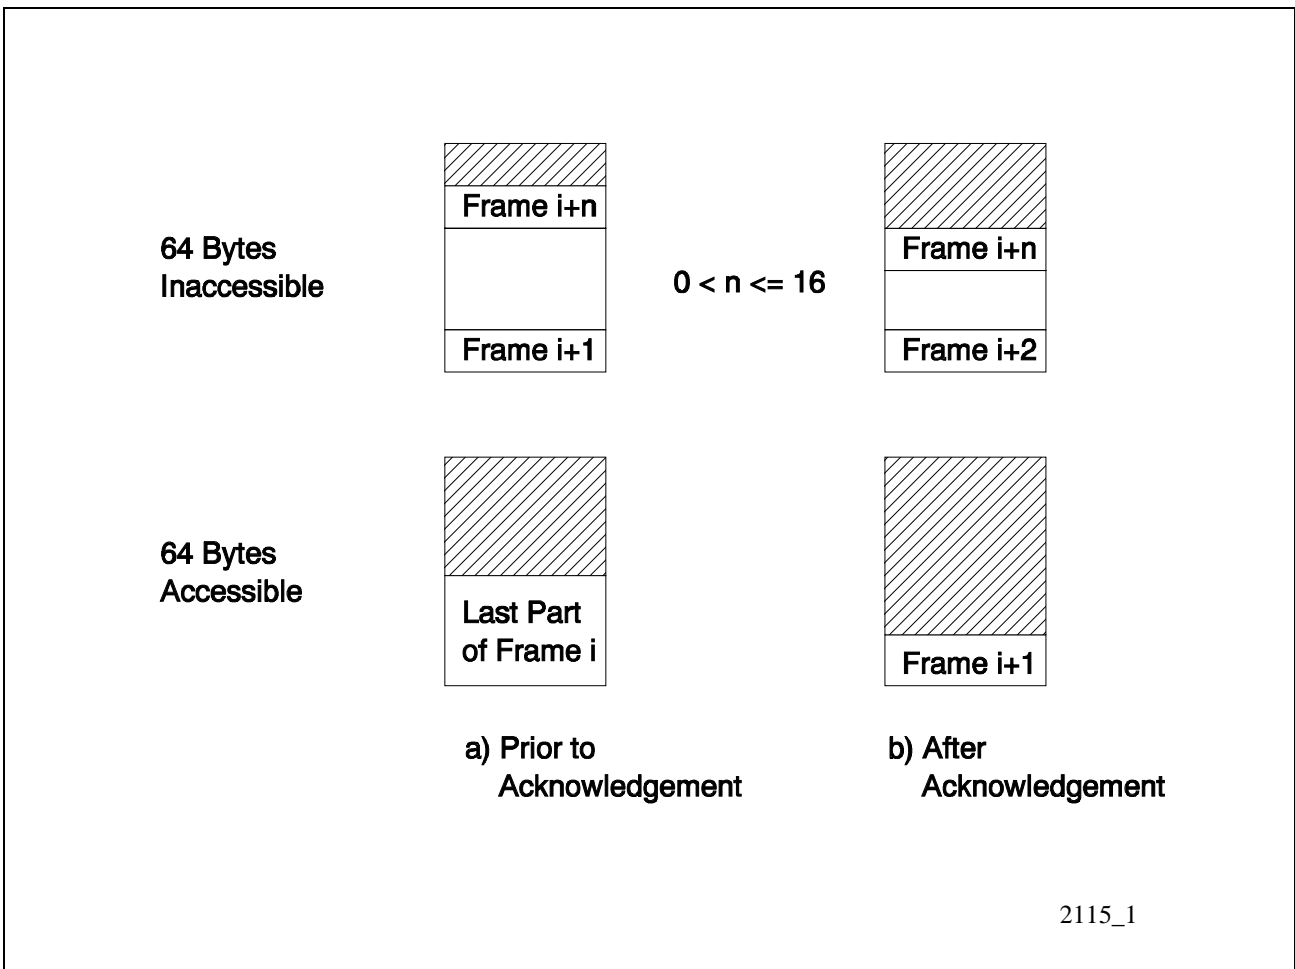 Frame i+n
Frame i+n
64 Bytes
Inaccessible
0 < n <= 16
Frame i+1
Frame i+2
64 Bytes
Accessible
Last Part
of Frame i
Frame i+1
a) Prior to
Acknowledgement
b) After
Acknowledgement
2115_1